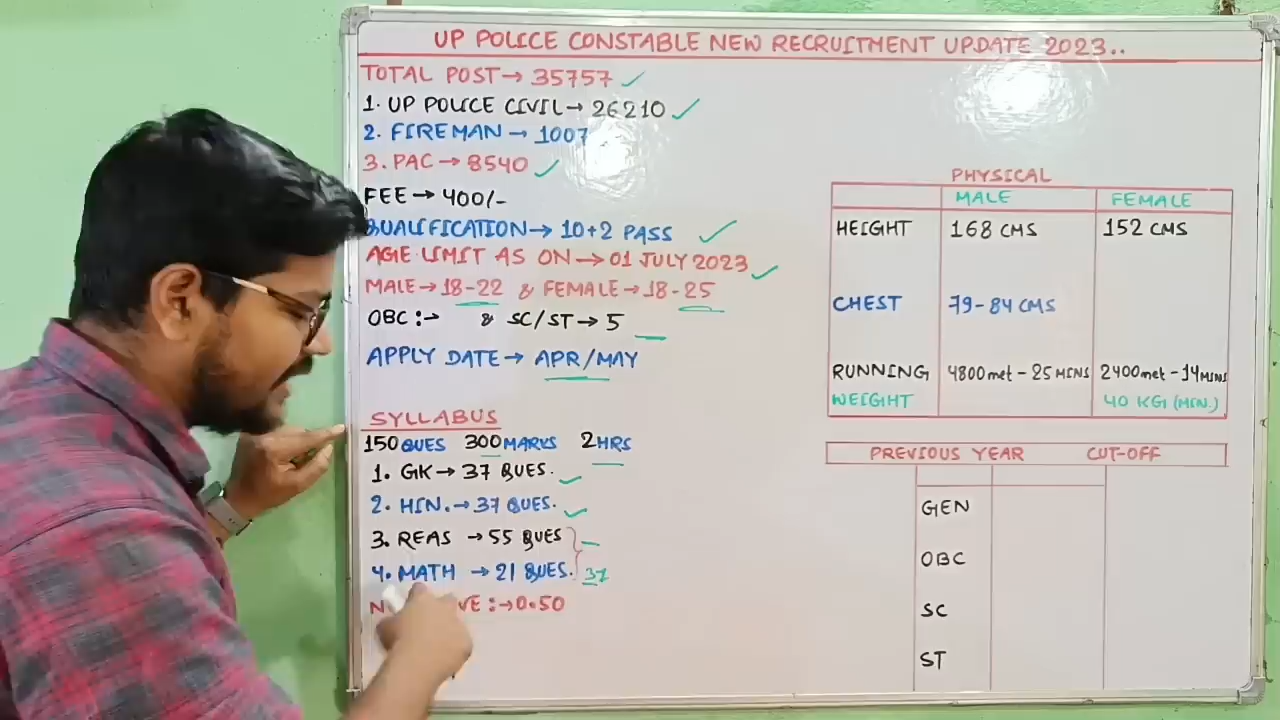 UP POLICE CONSTABLE NEW RECRUITMENT UPDATE 2023..
TOTAL POST→ 35757 ✓
1. UP POLICE CIVIL→ 26210 ✓
2. FIREMAN → 1007
3. PAC→ 8540 ✓
FEE→ 400/-
QUALIFICATION→ 10+2 PASS ✓
AGE LIMIT AS ON→ 01 JULY 2023 ✓
MALE→ 18-22 & FEMALE→ 18-25
OBC :→ & SC/ST→ 5
APPLY DATE→ APR/MAY
SYLLABUS
150 QUES 300 MARKS 2 HRS
1. GK→ 37 QUES. ✓
2. HIN.→ 37 QUES. ✓
3. REAS →55 QUES
4. MATH →21 QUES. 37
:→0.50
PHYSICAL
MALE FEMALE
HEIGHT 168 CMS 152 CMS
CHEST 79-84 CMS
RUNNING 4800met - 25 MINS 2400met - 14 MINS
WEIGHT 40 KG (MIN.)
PREVIOUS YEAR CUT-OFF
GEN
OBC
SC
ST